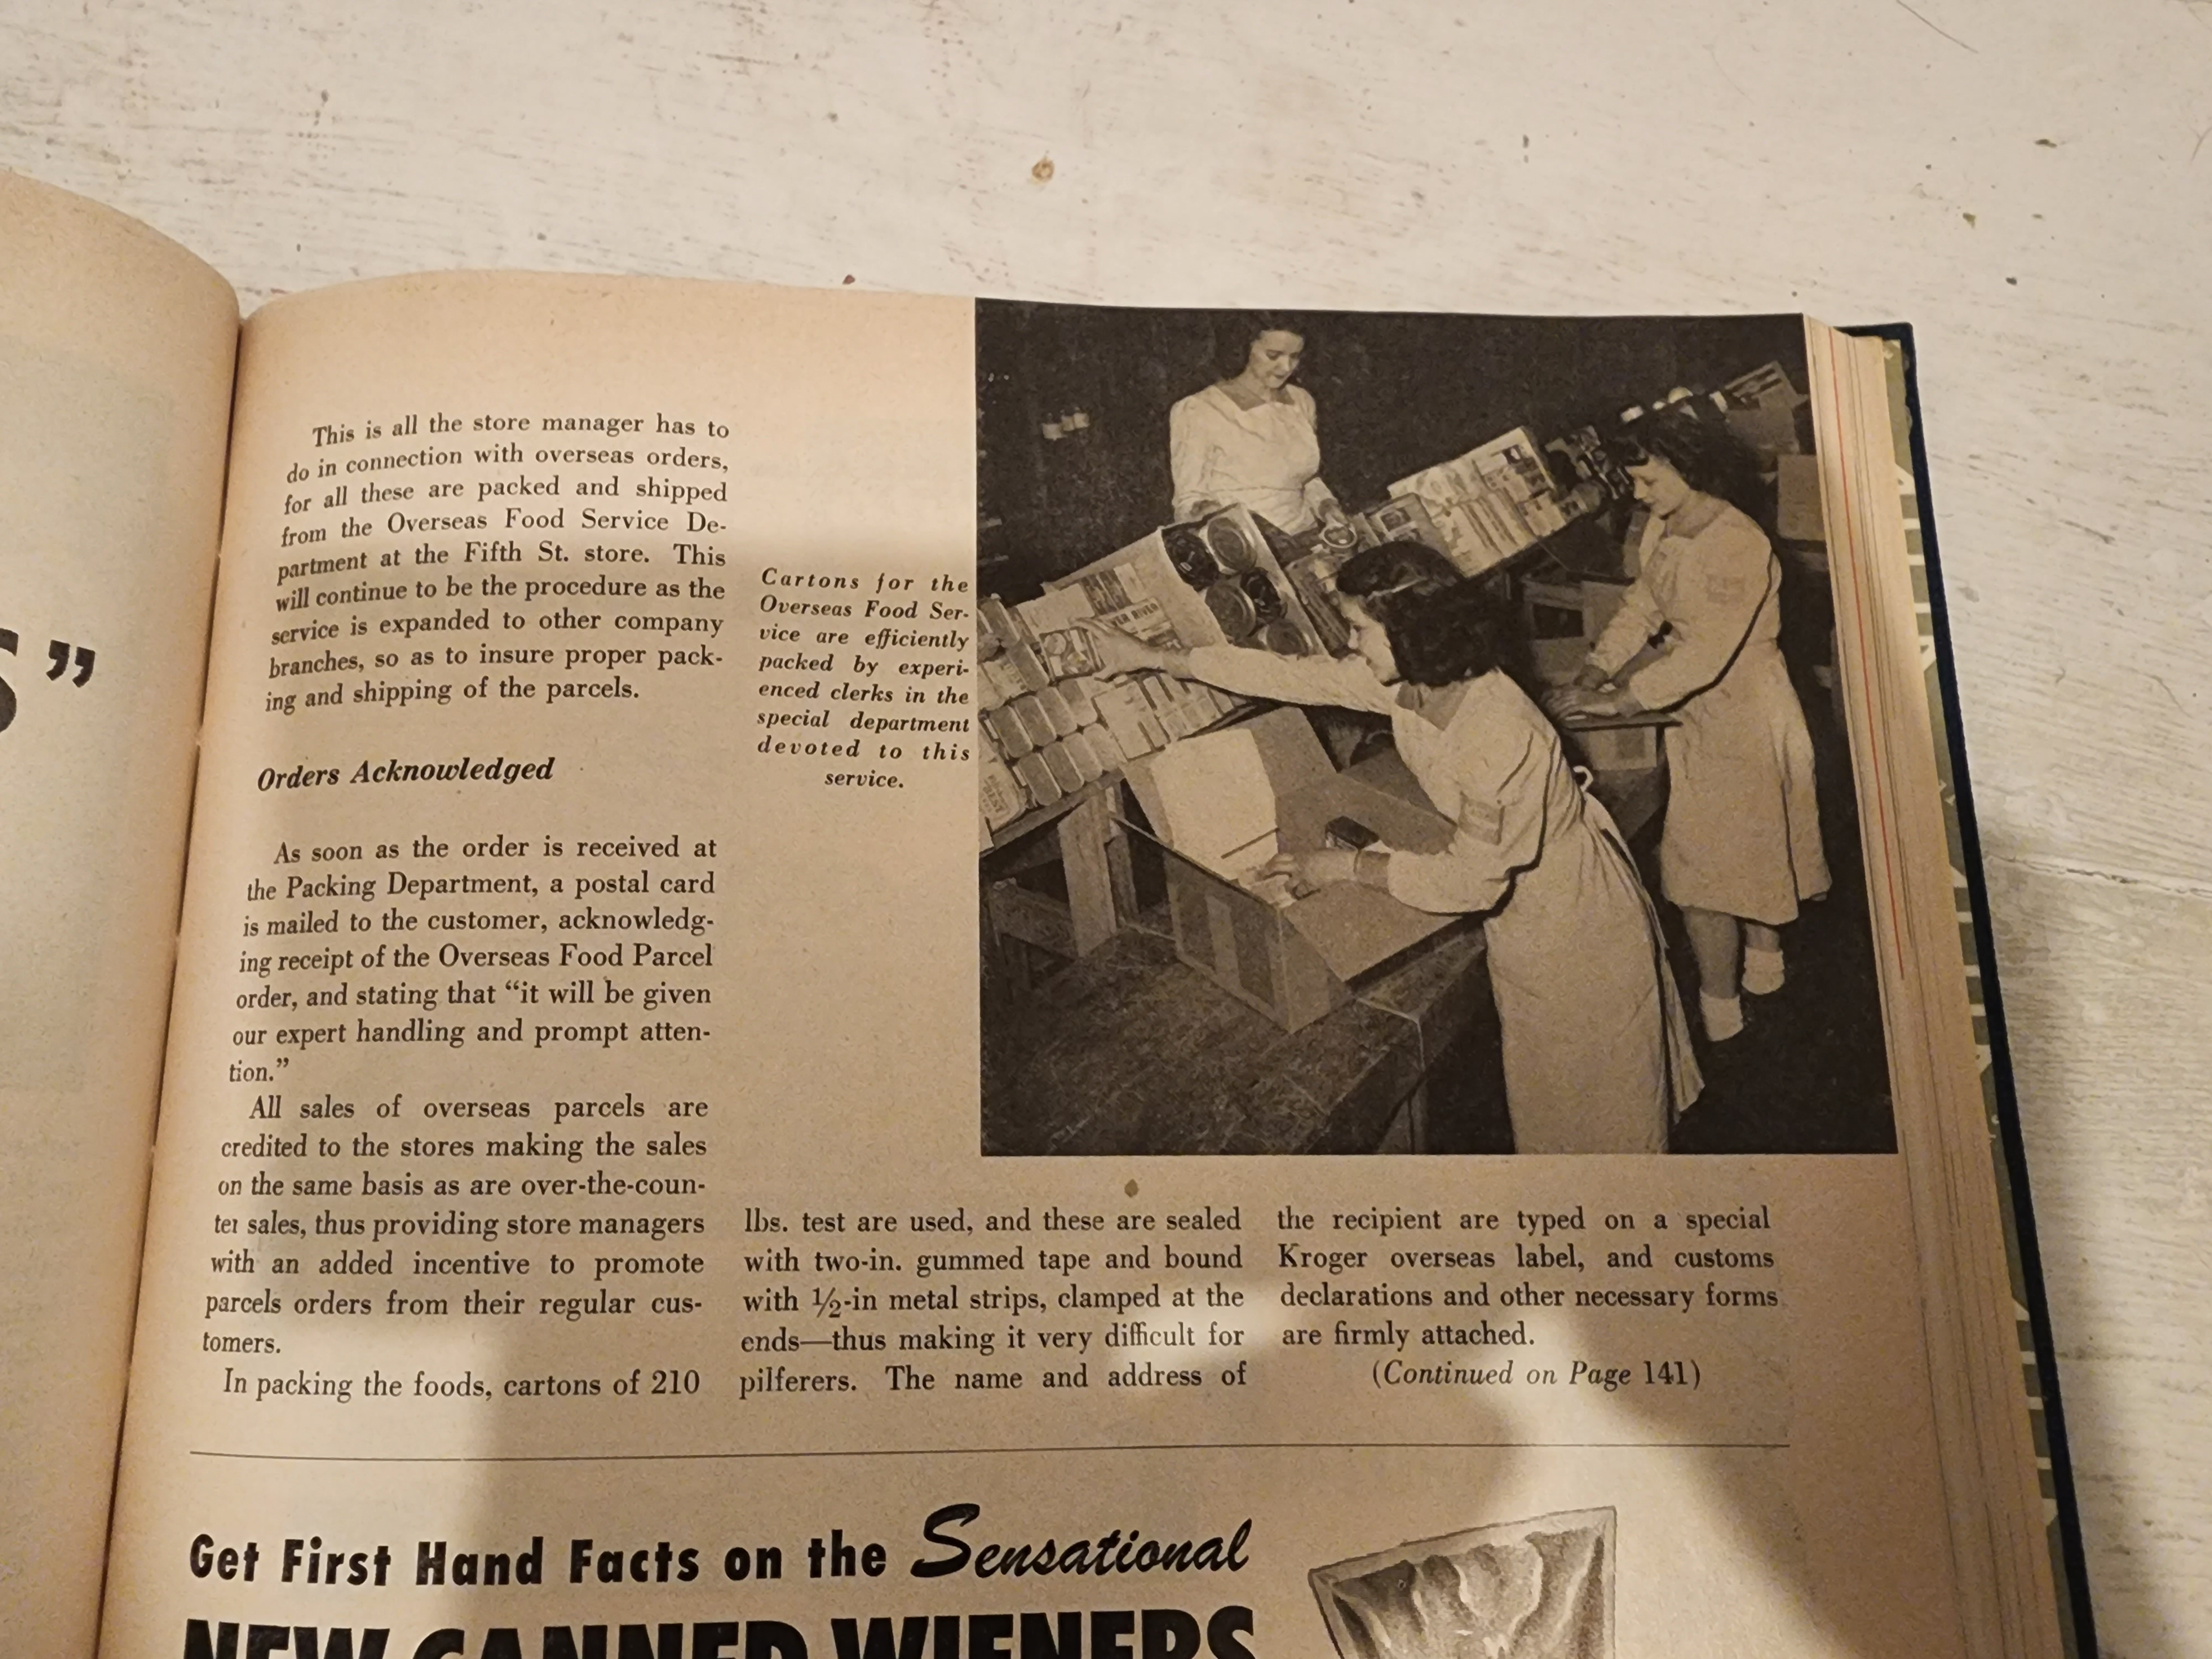 S”
This is all the store manager has to
do in connection with overseas orders,
for all these are packed and shipped
from the Overseas Food Service De-
partment at the Fifth St. store. This
will continue to be the procedure as the
service is expanded to other company
branches, so as to insure proper pack-
ing and shipping of the parcels.
Orders Acknowledged
As soon as the order is received at
the Packing Department, a postal card
is mailed to the customer, acknowledg-
ing receipt of the Overseas Food Parcel
order, and stating that “it will be given
our expert handling and prompt atten-
tion.”
All sales of overseas parcels are
credited to the stores making the sales
on the same basis as are over-the-coun-
ter sales, thus providing store managers
with an added incentive to promote
parcels orders from their regular cus-
tomers.
In packing the foods, cartons of 210
Cartons for the
Overseas Food Ser-
vice are efficiently
packed by experi-
enced clerks in the
special department
devoted to this
service.
lbs. test are used, and these are sealed
with two-in. gummed tape and bound
with ½-in metal strips, clamped at the
ends—thus making it very difficult for
pilferers. The name and address of
the recipient are typed on a special
Kroger overseas label, and customs
declarations and other necessary forms
are firmly attached.
(Continued on Page 141)
Get First Hand Facts on the Sensational
NEW CANNED WIENERS